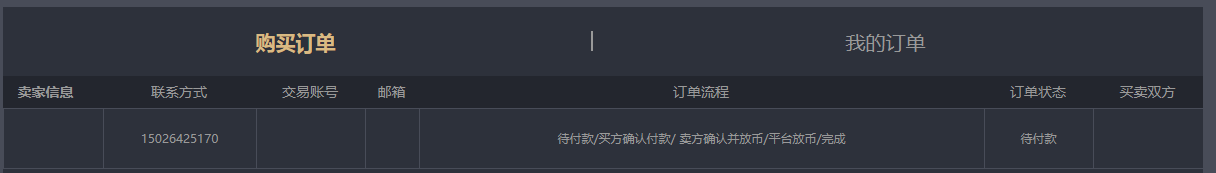 购买订单 | 我的订单
卖家信息 联系方式 交易账号 邮箱 订单流程 订单状态 买卖双方
15026425170 待付款/买方确认付款/ 卖方确认并放币/平台放币/完成 待付款